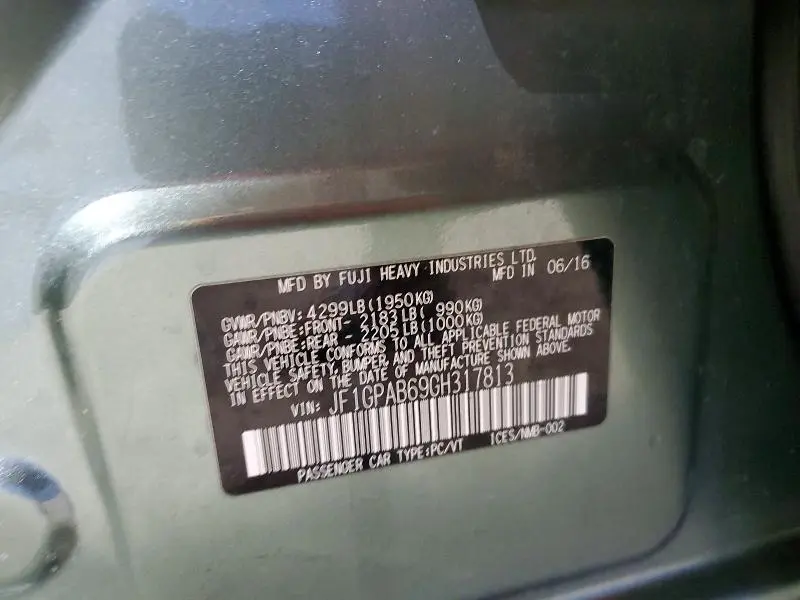 MFD BY FUJI HEAVY INDUSTRIES LTD.
MFD IN 06/16
GVWR/PNBV: 4299LB(1950KG)
GAWR/PNBE:FRONT- 2183LB( 990KG)
GAWR/PNBE:REAR - 2205LB(1000KG)
THIS VEHICLE CONFORMS TO ALL APPLICABLE FEDERAL MOTOR
VEHICLE SAFETY, BUMPER, AND THEFT PREVENTION STANDARDS
IN EFFECT ON THE DATE OF MANUFACTURE SHOWN ABOVE.
VIN: JF1GPAB69GH317813
PASSENGER CAR TYPE:PC/VT ICES/NMB-002